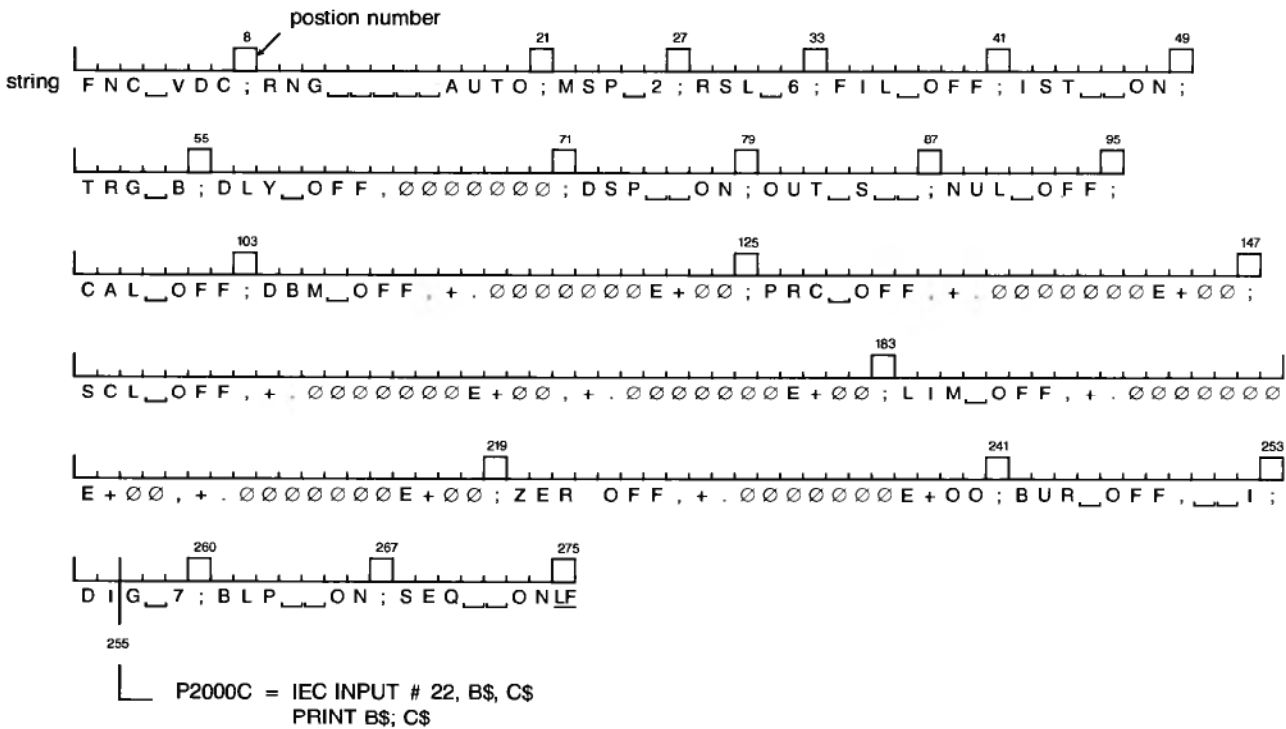 postion number
8 21 27 33 41 49
string FNC␣VDC;RNG␣␣␣␣␣AUTO;MSP␣2;RSL␣6;FIL␣OFF;IST␣␣ON;
55 71 79 87 95
TRG␣B;DLY␣OFF,ØØØØØØØ;DSP␣␣ON;OUT␣S␣␣;NUL␣OFF;
103 125 147
CAL␣OFF;DBM␣OFF,+.ØØØØØØØE+ØØ;PRC␣OFF,+.ØØØØØØØE+ØØ;
183
SCL␣OFF,+.ØØØØØØØE+ØØ,+.ØØØØØØØE+ØØ;LIM␣OFF,+.ØØØØØØØ
219 241 253
E+ØØ,+.ØØØØØØØE+ØØ;ZER OFF,+.ØØØØØØØE+OO;BUR␣OFF,␣␣I;
260 267 275
DIG␣7;BLP␣␣ON;SEQ␣␣ONLF
255
P2000C = IEC INPUT # 22, B$, C$
PRINT B$; C$